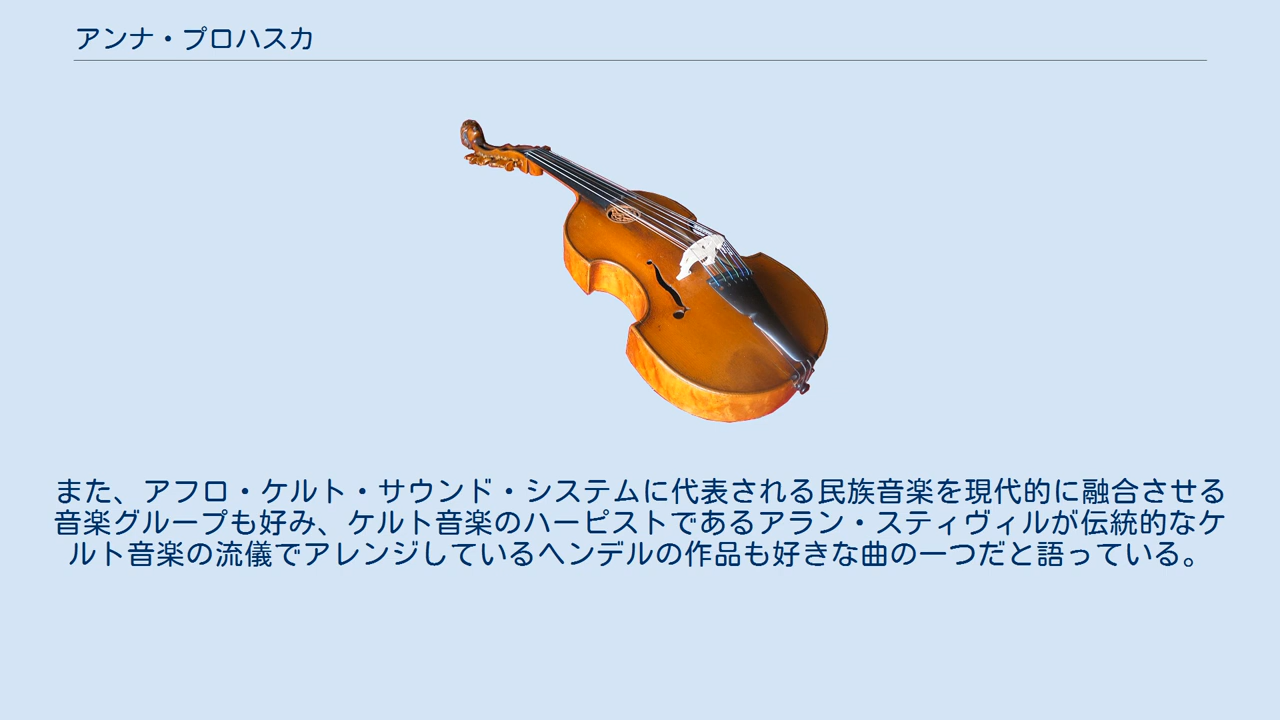 アンナ・プロハスカ
また、アフロ・ケルト・サウンド・システムに代表される民族音楽を現代的に融合させる
音楽グループも好み、ケルト音楽のハーピストであるアラン・スティヴィルが伝統的なケ
ルト音楽の流儀でアレンジしているヘンデルの作品も好きな曲の一つだと語っている。